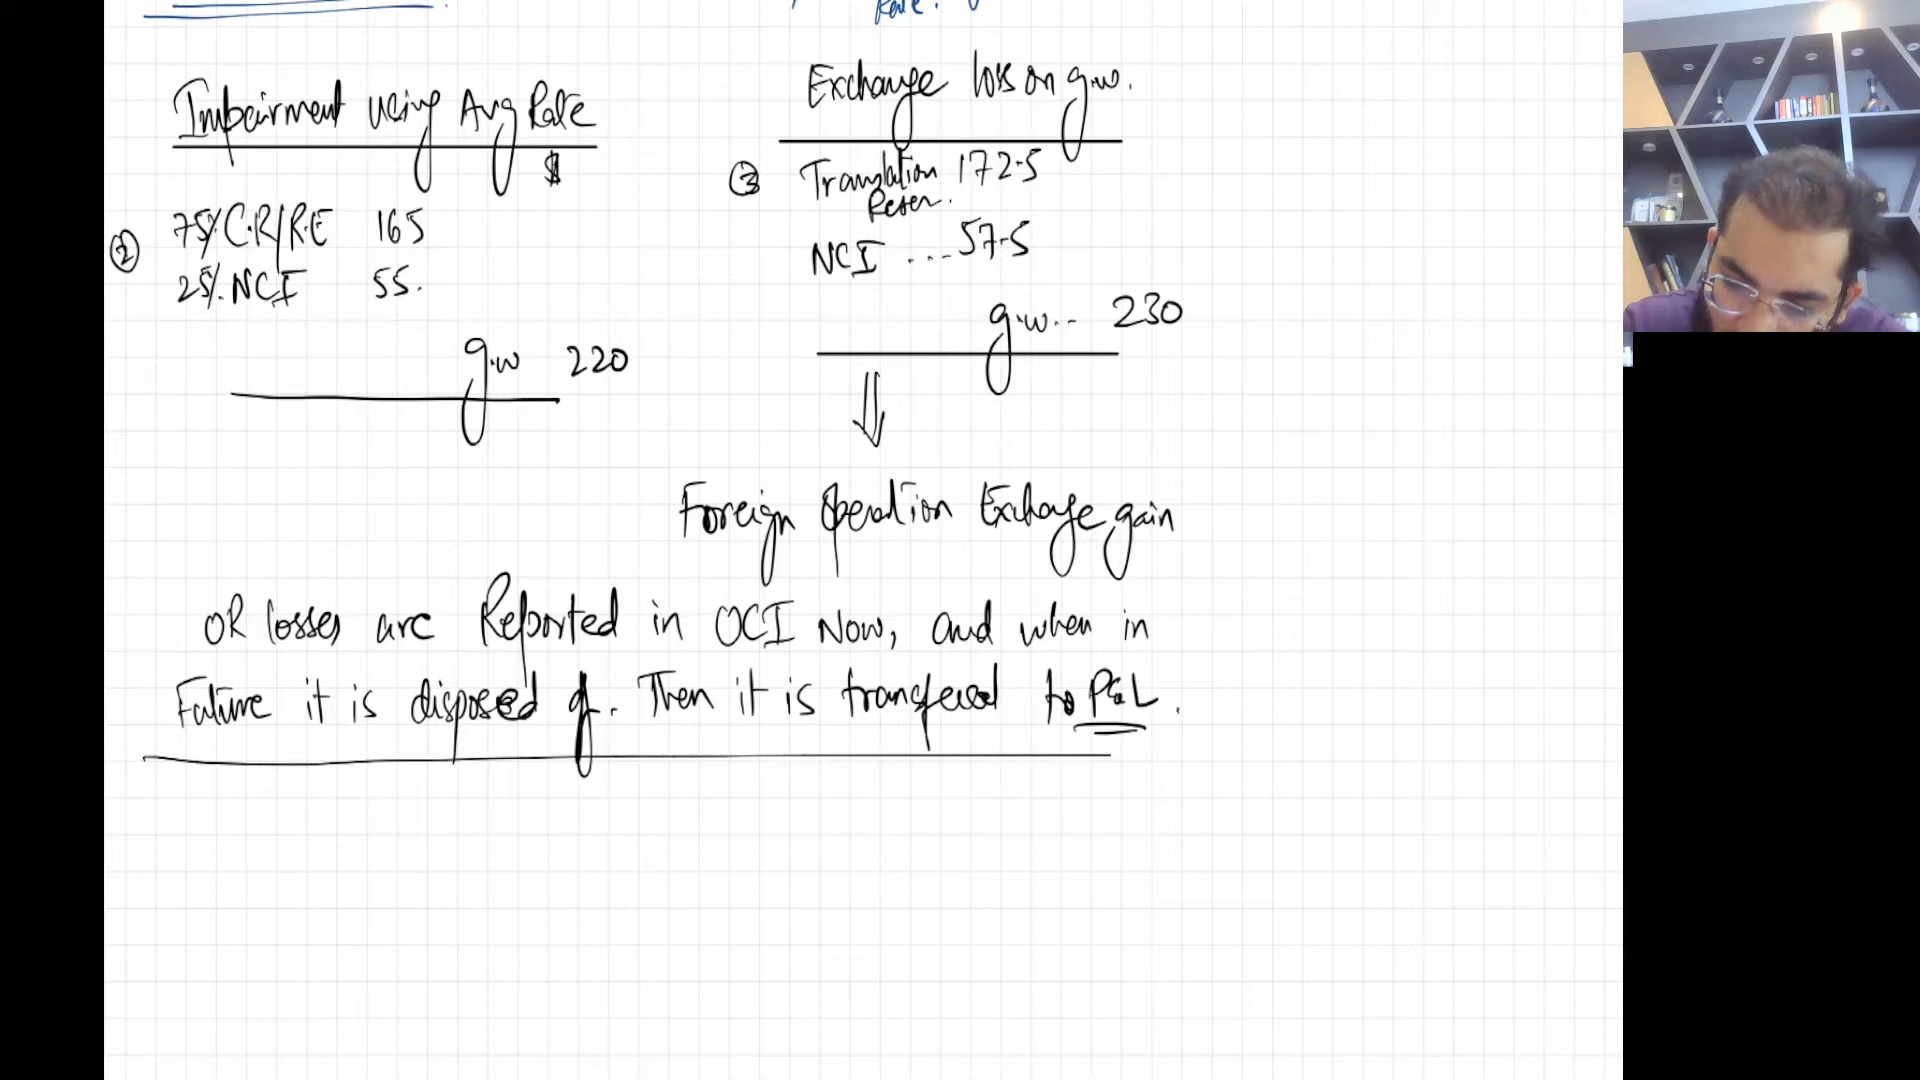 Rate.
Impairment using Avg Rate
$
② 75% C.R/R.E 165
25%. NCI 55.
g.w 220
Exchange loss on g.w.
③ Translation 172.5
Reser.
NCI .... 57.5
g.w... 230
Foreign Operation Exchange gain
OR losses are Reported in OCI Now, and when in
Future it is disposed of. Then it is transferred to P&L.